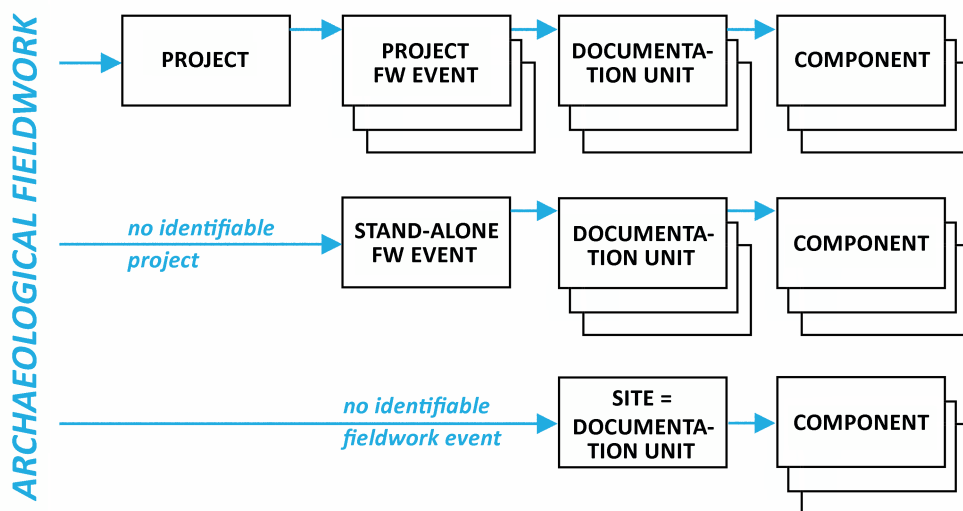 ARCHAEOLOGICAL FIELDWORK
PROJECT
PROJECT
FW EVENT
DOCUMENTA-
TION UNIT
COMPONENT
no identifiable
project
STAND-ALONE
FW EVENT
DOCUMENTA-
TION UNIT
COMPONENT
no identifiable
fieldwork event
SITE =
DOCUMENTA-
TION UNIT
COMPONENT